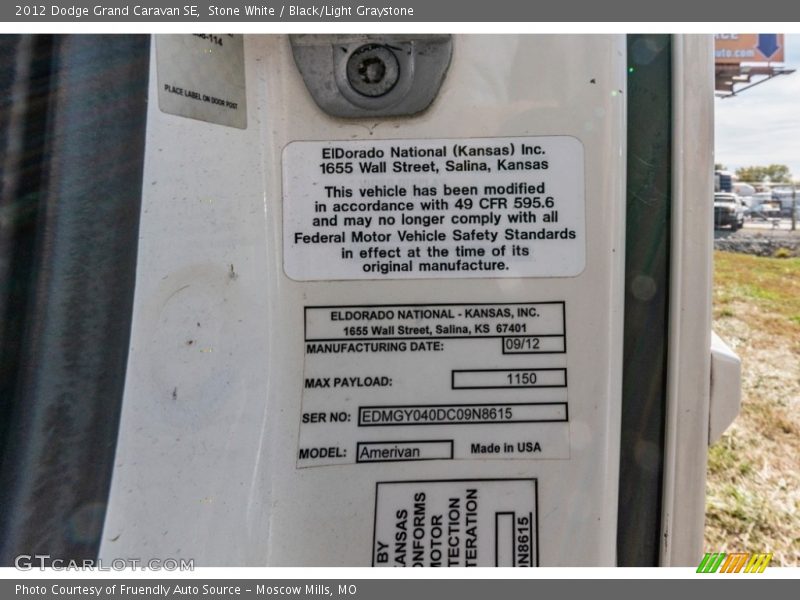 2012 Dodge Grand Caravan SE, Stone White / Black/Light Graystone
PLACE LABEL ON DOOR POST
ElDorado National (Kansas) Inc.
1655 Wall Street, Salina, Kansas
This vehicle has been modified
in accordance with 49 CFR 595.6
and may no longer comply with all
Federal Motor Vehicle Safety Standards
in effect at the time of its
original manufacture.
ELDORADO NATIONAL - KANSAS, INC.
1655 Wall Street, Salina, KS 67401
MANUFACTURING DATE: 09/12
MAX PAYLOAD: 1150
SER NO: EDMGY040DC09N8615
MODEL: Amerivan Made in USA
BY
KANSAS
ONFORMS
MOTOR
TECTION
TERATION
N8615
GTCARLOT.COM
Photo Courtesy of Fruendly Auto Source - Moscow Mills, MO